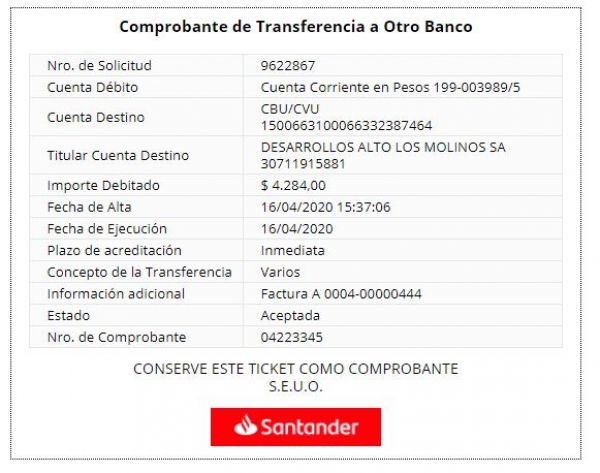 Comprobante de Transferencia a Otro Banco
Nro. de Solicitud 9622867
Cuenta Débito Cuenta Corriente en Pesos 199-003989/5
Cuenta Destino CBU/CVU
1500663100066332387464
Titular Cuenta Destino DESARROLLOS ALTO LOS MOLINOS SA
30711915881
Importe Debitado $ 4.284,00
Fecha de Alta 16/04/2020 15:37:06
Fecha de Ejecución 16/04/2020
Plazo de acreditación Inmediata
Concepto de la Transferencia Varios
Información adicional Factura A 0004-00000444
Estado Aceptada
Nro. de Comprobante 04223345
CONSERVE ESTE TICKET COMO COMPROBANTE
S.E.U.O.
Santander